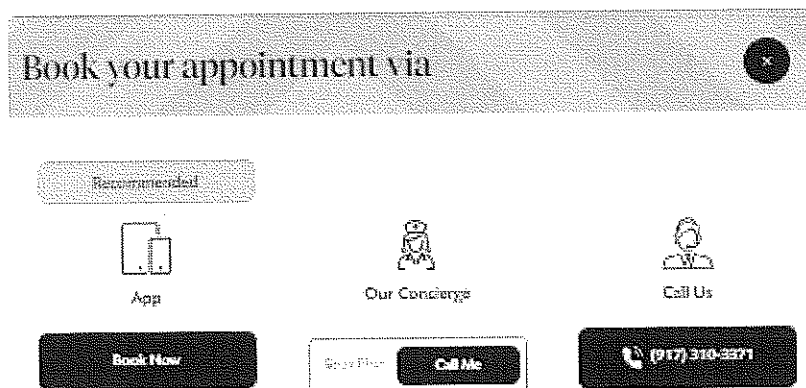 Book your appointment via
×
Recommended
App
Our Concierge
Call Us
Book Now
Call Me
(917) 310-3371